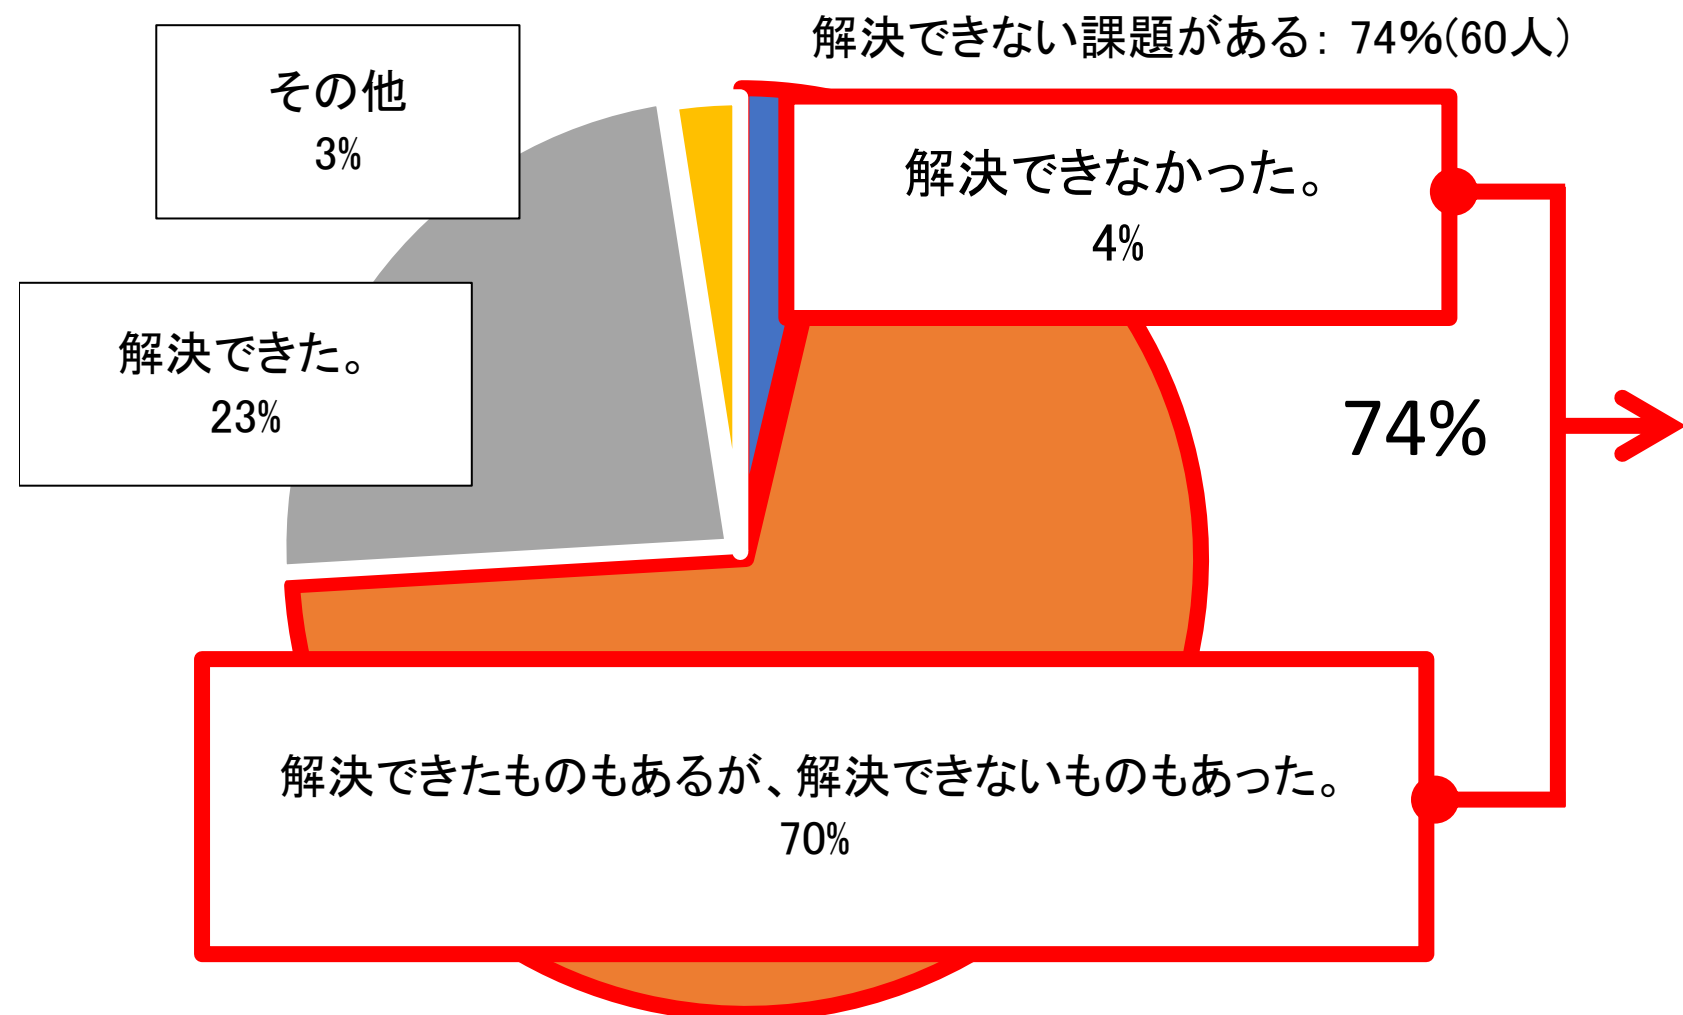 解決できない課題がある： 74%(60人）
その他
3%
解決できなかった。
4%
解決できた。
23%
74%
解決できたものもあるが、解決できないものもあった。
70%